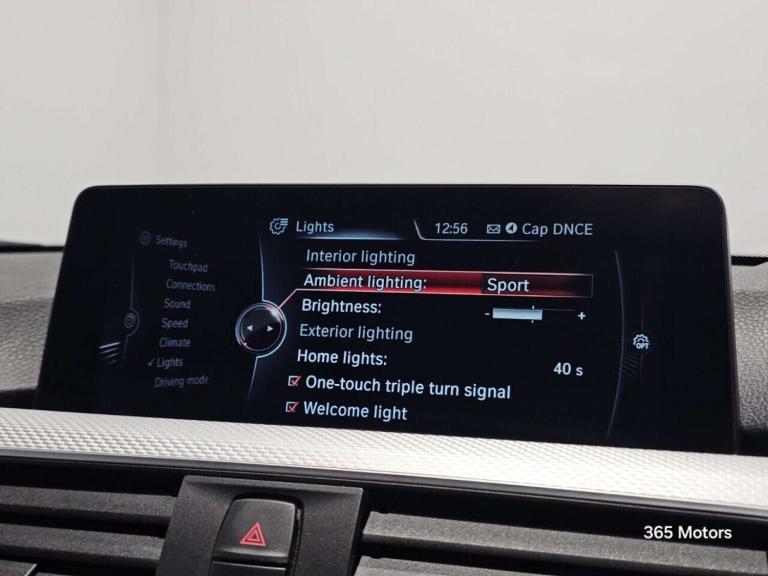 Lights
12:56 Cap DNCE
Settings
Touchpad
Connections
Sound
Speed
Climate
Lights
Driving mode
Interior lighting
Ambient lighting: Sport
Brightness: - +
Exterior lighting
Home lights: 40 s
One-touch triple turn signal
Welcome light
OPT
365 Motors